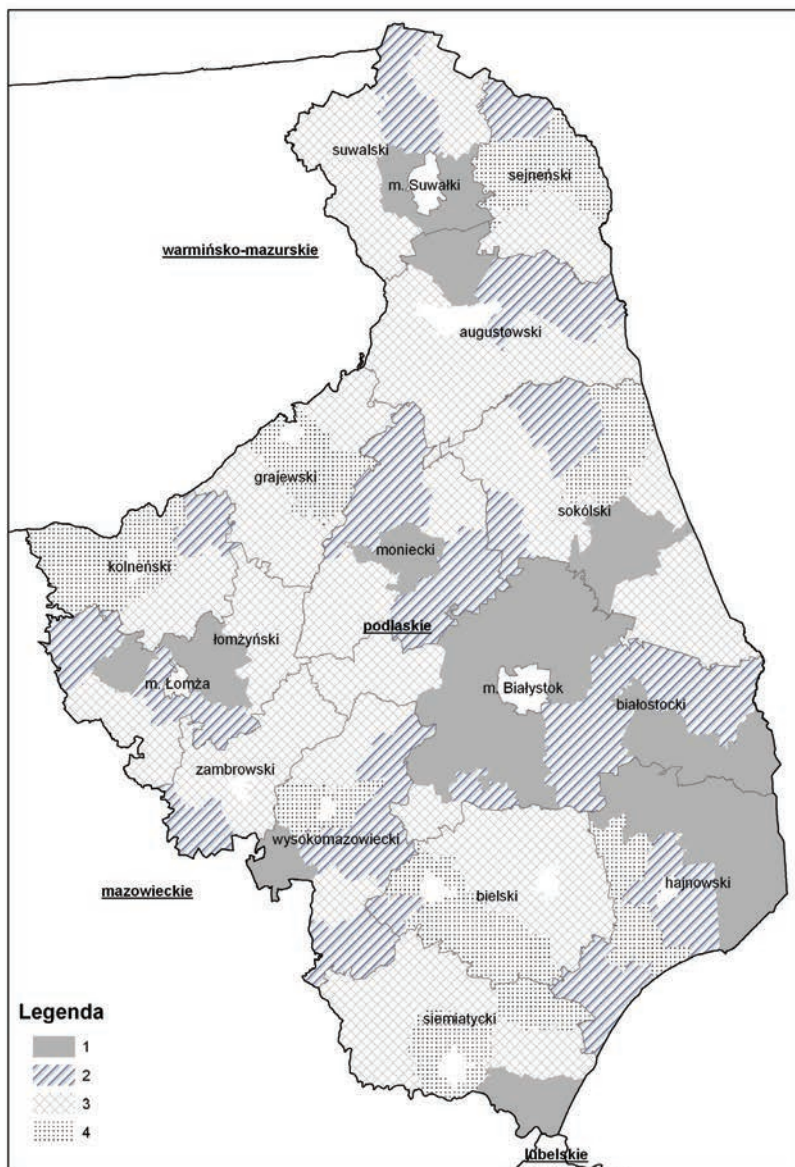 suwalski
m. Suwałki
sejneński
warmińsko-mazurskie
augustowski
grajewski
sokólski
moniecki
kolneński
podlaskie
łomżyński
m. Łomża
m. Białystok
białostocki
zambrowski
wysokomazowiecki
hajnowski
mazowieckie
bielski
Legenda
siemiatycki
1
2
3
4
lubelskie